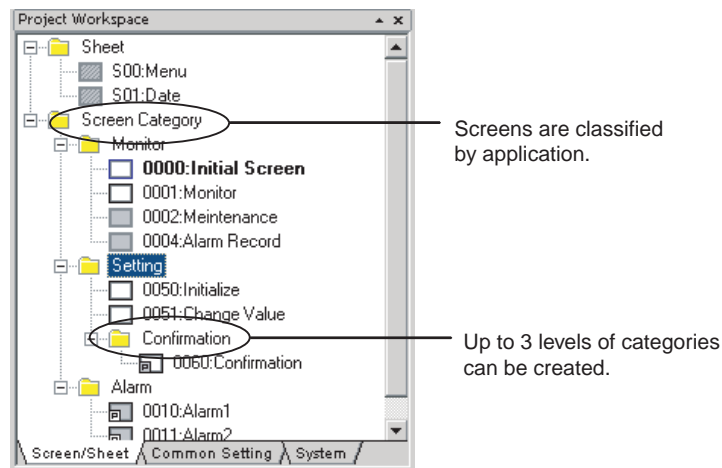 Project Workspace
Sheet
S00:Menu
S01:Date
Screen Category
Monitor
0000:Initial Screen
0001:Monitor
0002:Meintenance
0004:Alarm Record
Setting
0050:Initialize
0051:Change Value
Confirmation
0060:Confirmation
Alarm
0010:Alarm1
0011:Alarm2
Screen/Sheet Common Setting System
Screens are classified
by application.
Up to 3 levels of categories
can be created.